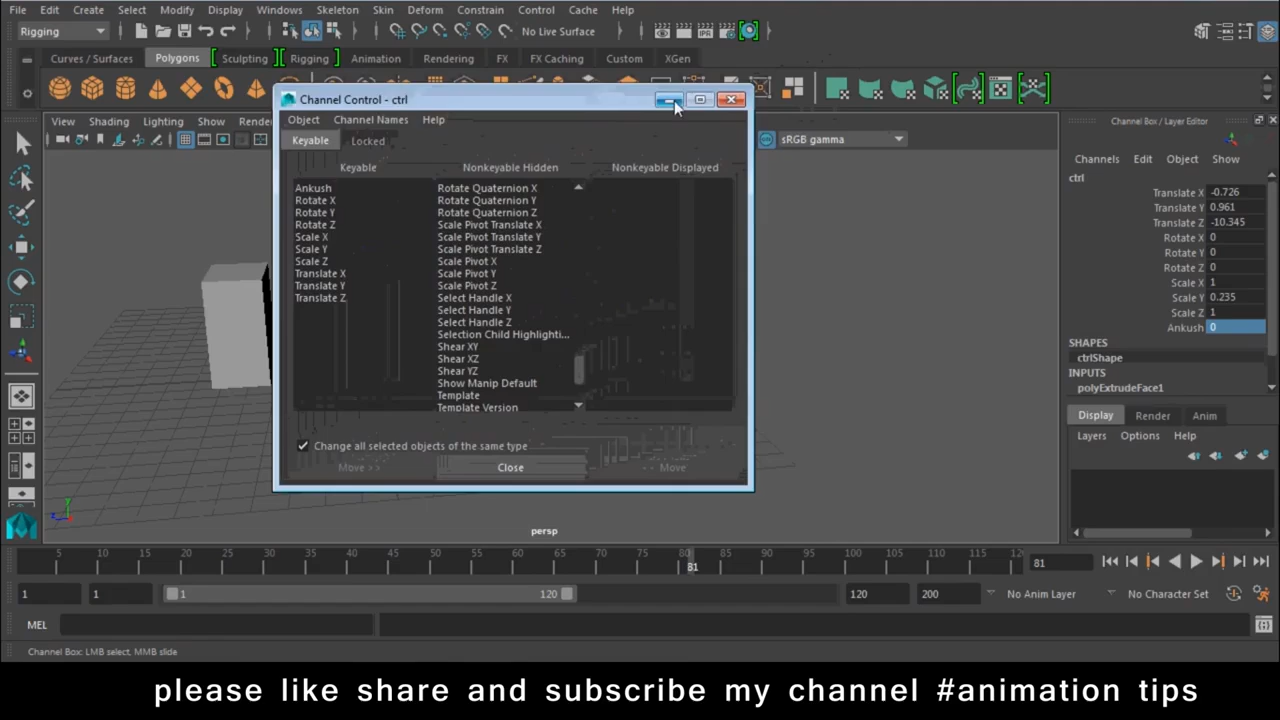 File Edit Create Select Modify Display Windows Skeleton Skin Deform Constrain Control Cache Help
Rigging
No Live Surface
Curves / Surfaces Polygons Sculpting Rigging Animation Rendering FX FX Caching Custom XGen
View Shading Lighting Show
sRGB gamma
Channel Control - ctrl
Object Channel Names Help
Keyable Locked
Keyable Nonkeyable Hidden Nonkeyable Displayed
Ankush Rotate Quaternion X
Rotate X Rotate Quaternion Y
Rotate Y Rotate Quaternion Z
Rotate Z Scale Pivot Translate X
Scale X Scale Pivot Translate Y
Scale Y Scale Pivot Translate Z
Scale Z Scale Pivot X
Translate X Scale Pivot Y
Translate Y Scale Pivot Z
Translate Z Select Handle X
Select Handle Y
Select Handle Z
Selection Child Highlighti...
Shear XY
Shear XZ
Shear YZ
Show Manip Default
Template
Template Version
Change all selected objects of the same type
Move >> Close Move
Channel Box / Layer Editor
Channels Edit Object Show
ctrl
Translate X -0.726
Translate Y 0.961
Translate Z -10.345
Rotate X 0
Rotate Y 0
Rotate Z 0
Scale X 1
Scale Y 0.235
Scale Z 1
Ankush 0
SHAPES
ctrlShape
INPUTS
polyExtrudeFace1
Display Render Anim
Layers Options Help
persp
5 10 15 20 25 30 35 40 45 50 55 60 65 70 75 80 85 90 95 100 105 110 115 12
81 81
1 1 1 120 120 200 No Anim Layer No Character Set
MEL
Channel Box: LMB select, MMB slide
please like share and subscribe my channel #animation tips